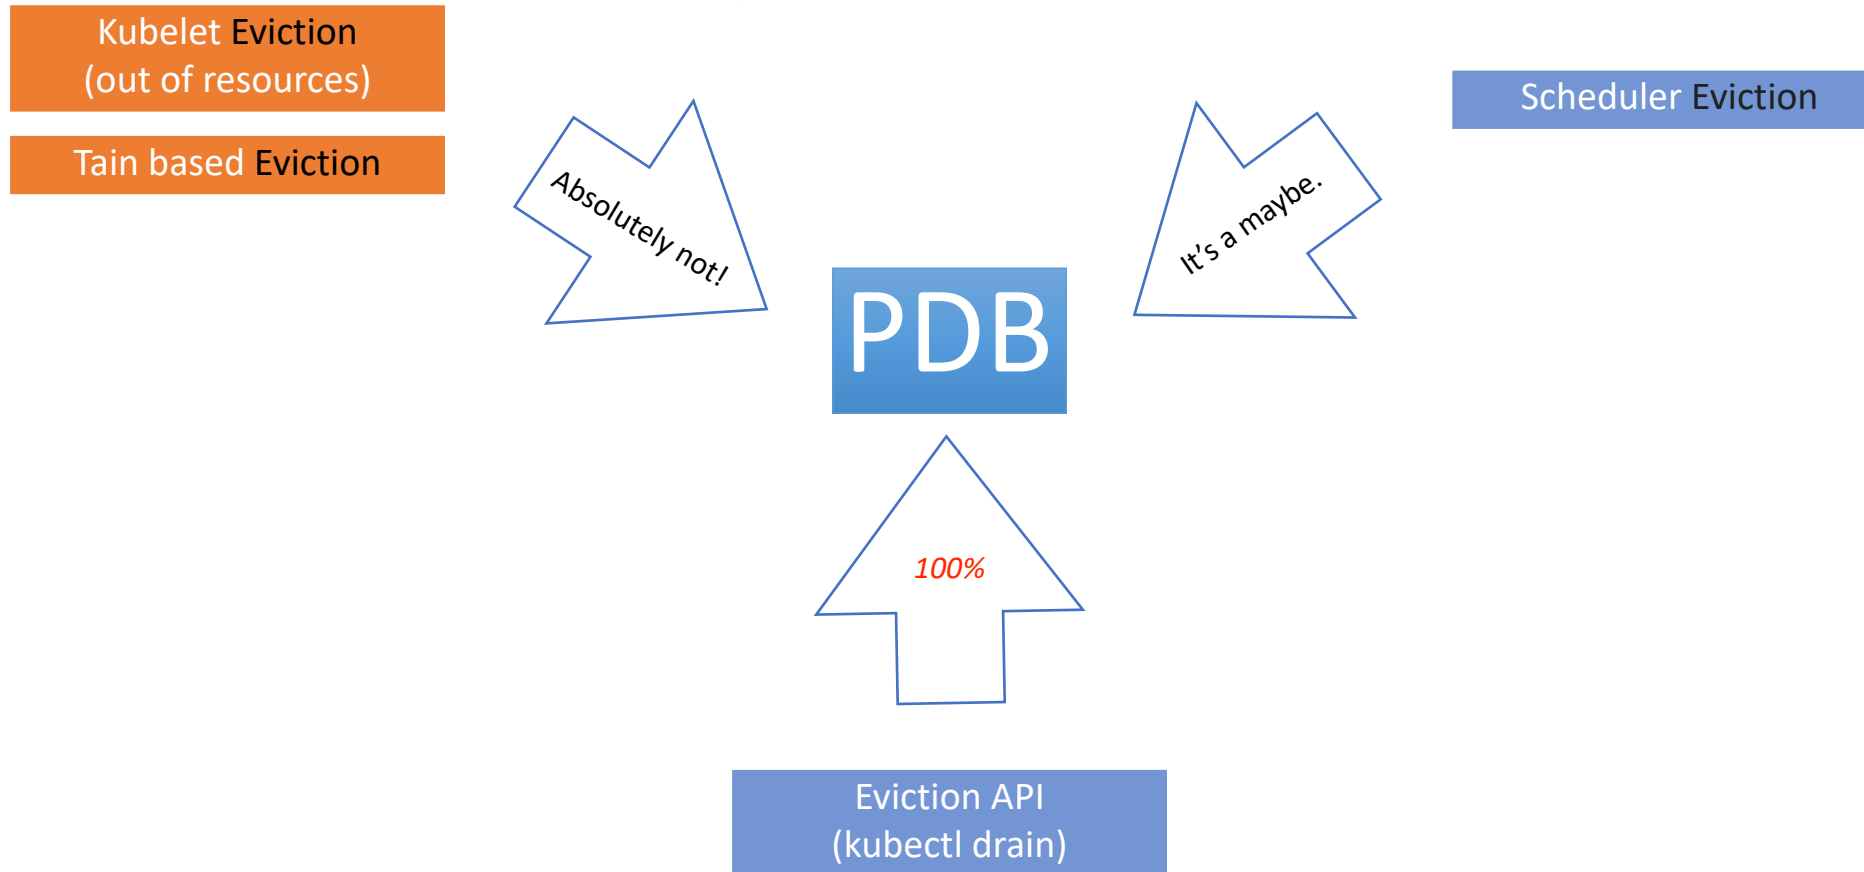 Kubelet Eviction
(out of resources)
Tain based Eviction
Scheduler Eviction
Absolutely not!
It's a maybe.
PDB
100%
Eviction API
(kubectl drain)